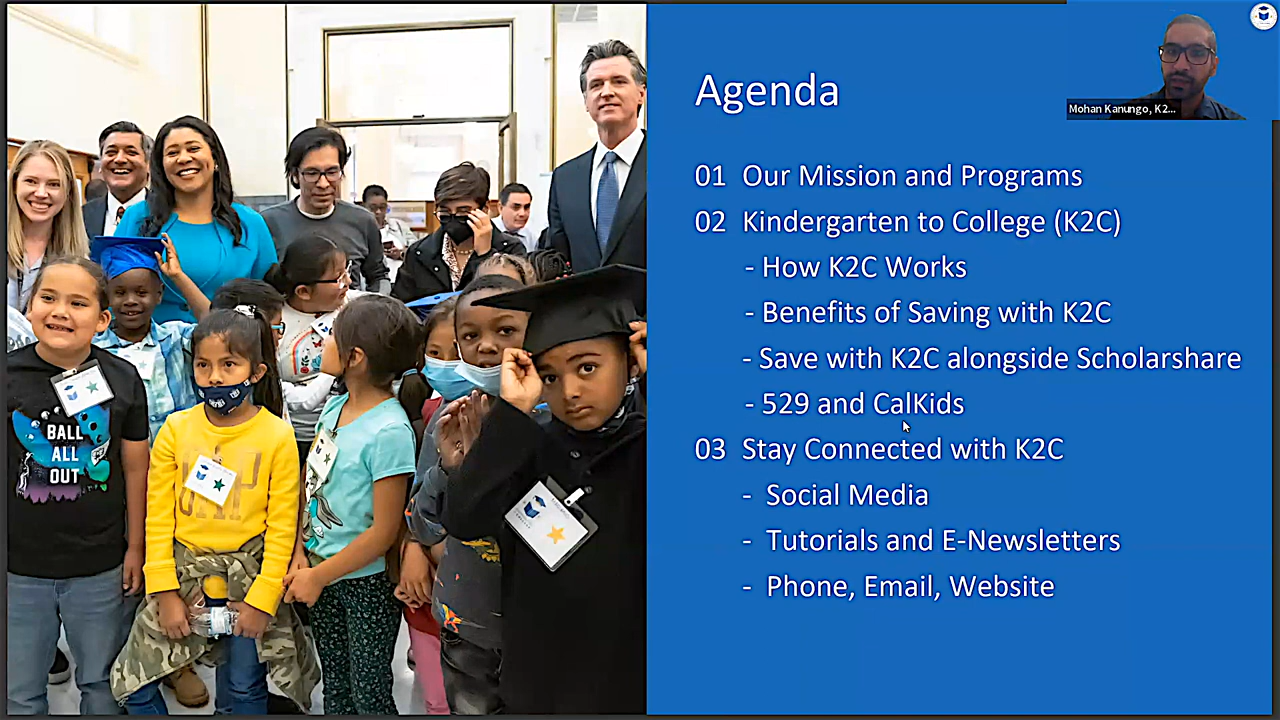 Agenda
Mohan Kanungo, K2...
01 Our Mission and Programs
02 Kindergarten to College (K2C)
- How K2C Works
- Benefits of Saving with K2C
- Save with K2C alongside Scholarshare
- 529 and CalKids
03 Stay Connected with K2C
- Social Media
- Tutorials and E-Newsletters
- Phone, Email, Website
BALL
ALL
OUT
GAP